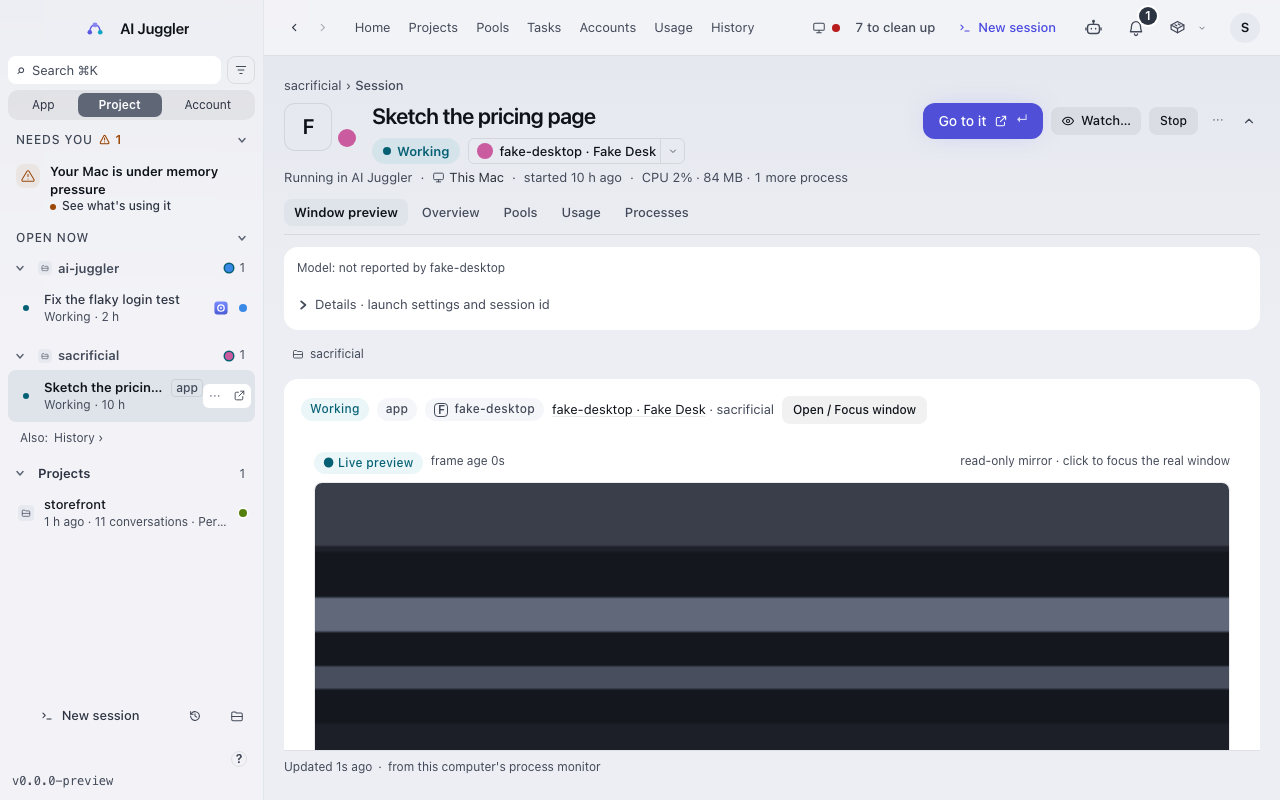 AI Juggler
Search ⌘K
App Project Account
NEEDS YOU 1
Your Mac is under memory pressure
See what's using it
OPEN NOW
ai-juggler 1
Fix the flaky login test
Working · 2 h
sacrificial 1
Sketch the pricin... app ···
Working · 10 h
Also: History ›
Projects 1
storefront
1 h ago · 11 conversations · Per...
New session
?
v0.0.0-preview
Home Projects Pools Tasks Accounts Usage History
7 to clean up
New session
1
S
sacrificial › Session
F
Sketch the pricing page
Working
fake-desktop · Fake Desk
Go to it
Watch...
Stop
···
Running in AI Juggler · This Mac · started 10 h ago · CPU 2% · 84 MB · 1 more process
Window preview Overview Pools Usage Processes
Model: not reported by fake-desktop
Details · launch settings and session id
sacrificial
Working app F fake-desktop fake-desktop · Fake Desk · sacrificial Open / Focus window
Live preview frame age 0s read-only mirror · click to focus the real window
Updated 1s ago · from this computer's process monitor